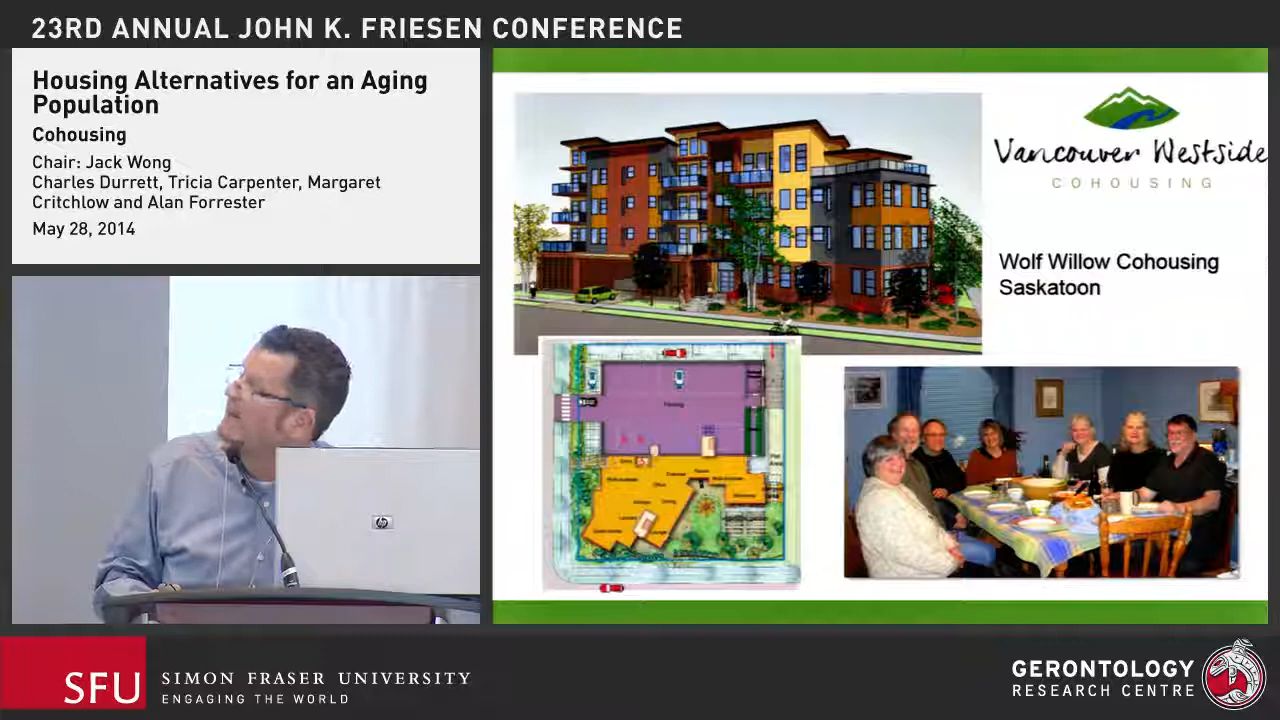 23RD ANNUAL JOHN K. FRIESEN CONFERENCE
Housing Alternatives for an Aging
Population
Cohousing
Chair: Jack Wong
Charles Durrett, Tricia Carpenter, Margaret
Critchlow and Alan Forrester
May 28, 2014
Vancouver Westside
COHOUSING
Wolf Willow Cohousing
Saskatoon
Parking
hp
SFU
SIMON FRASER UNIVERSITY
ENGAGING THE WORLD
GERONTOLOGY
RESEARCH CENTRE